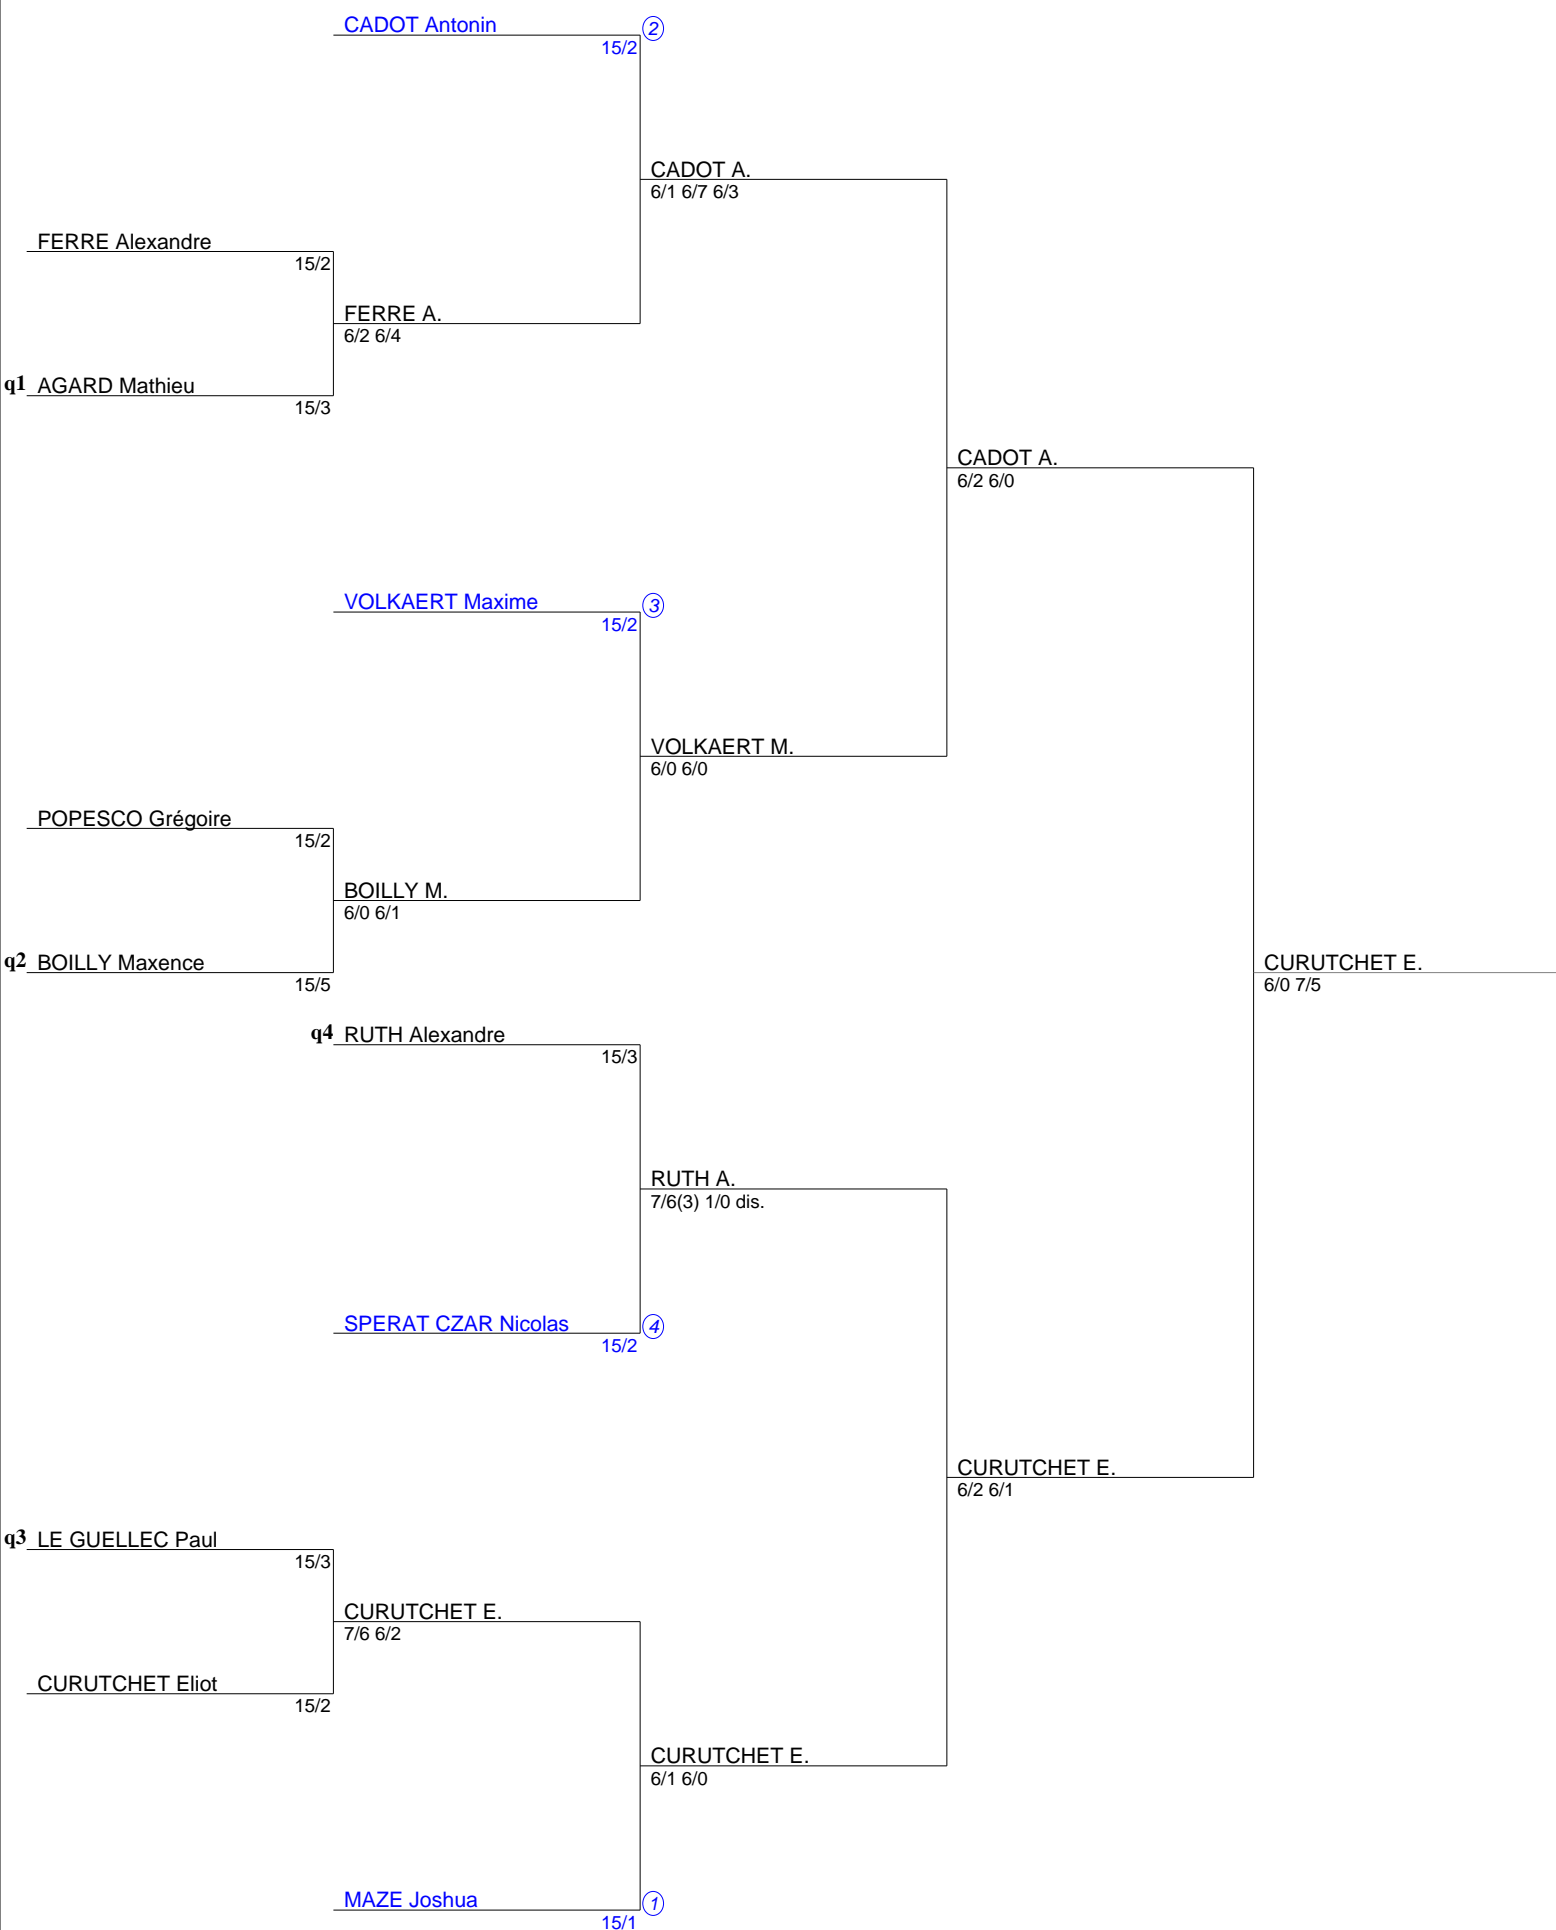 CADOT Antonin 2
15/2
CADOT A.
6/1 6/7 6/3
FERRE Alexandre
15/2
FERRE A.
6/2 6/4
q1 AGARD Mathieu
15/3
CADOT A.
6/2 6/0
VOLKAERT Maxime 3
15/2
VOLKAERT M.
6/0 6/0
POPESCO Grégoire
15/2
BOILLY M.
6/0 6/1
q2 BOILLY Maxence
15/5
CURUTCHET E.
6/0 7/5
q4 RUTH Alexandre
15/3
RUTH A.
7/6(3) 1/0 dis.
SPERAT CZAR Nicolas 4
15/2
CURUTCHET E.
6/2 6/1
q3 LE GUELLEC Paul
15/3
CURUTCHET E.
7/6 6/2
CURUTCHET Eliot
15/2
CURUTCHET E.
6/1 6/0
MAZE Joshua 1
15/1